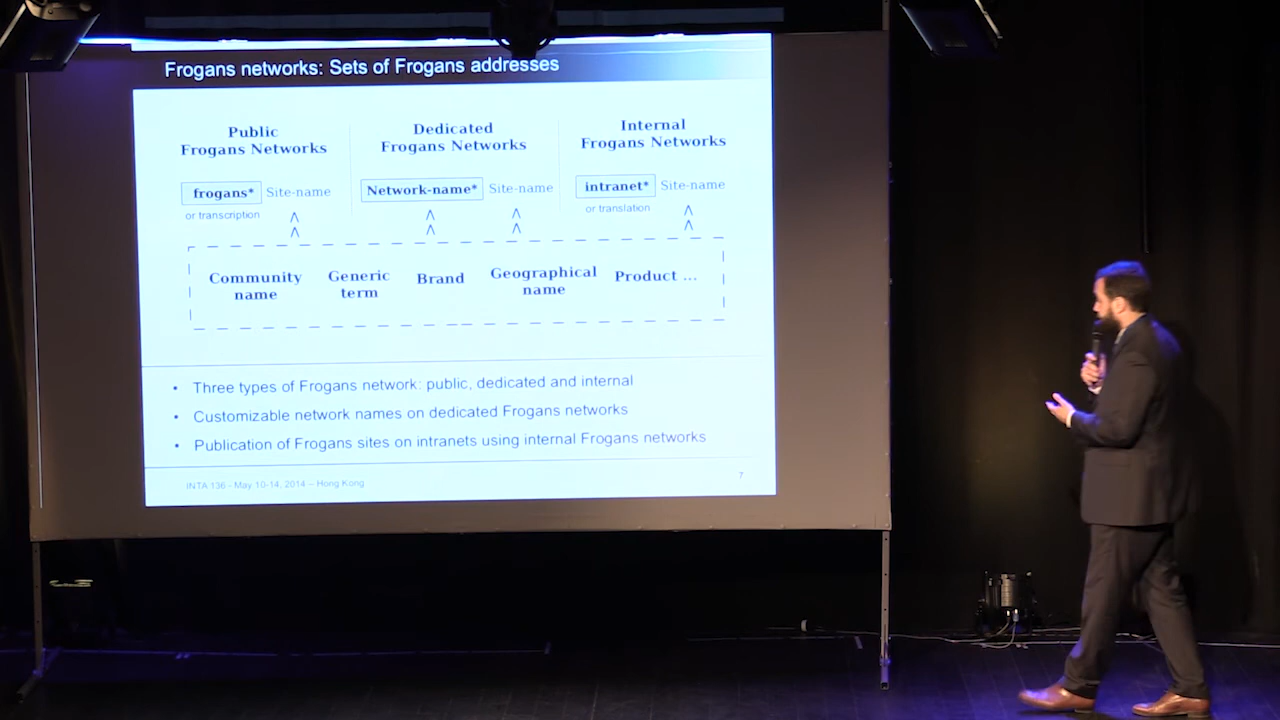 Frogans networks: Sets of Frogans addresses
Public
Frogans Networks
Dedicated
Frogans Networks
Internal
Frogans Networks
frogans* Site-name
or transcription
Network-name* Site-name
intranet* Site-name
or translation
Community
name
Generic
term
Brand
Geographical
name
Product ...
• Three types of Frogans network: public, dedicated and internal
• Customizable network names on dedicated Frogans networks
• Publication of Frogans sites on intranets using internal Frogans networks
INTA 136 - May 10-14, 2014 – Hong Kong
7